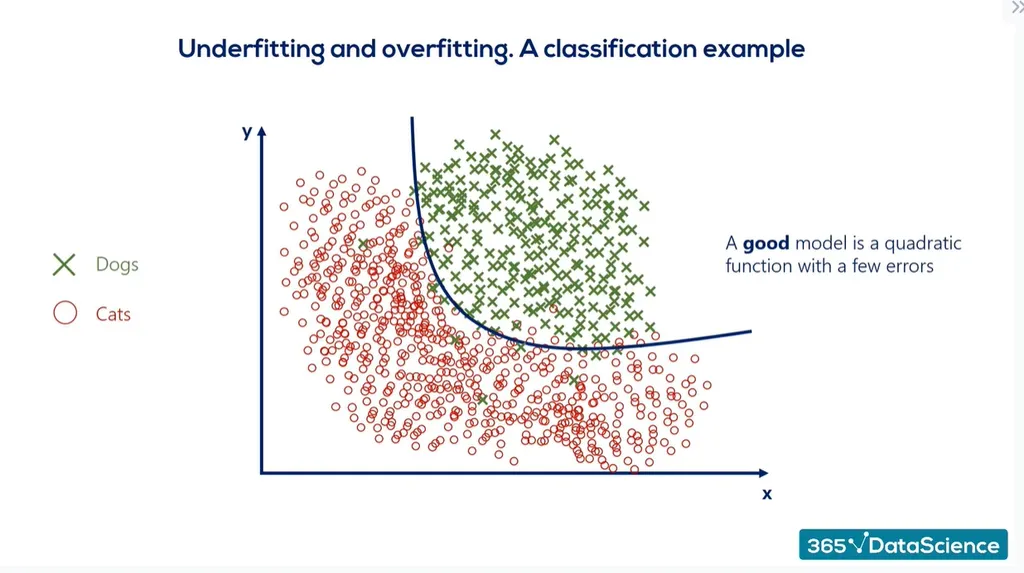 Underfitting and overfitting. A classification example
y
Dogs
Cats
A good model is a quadratic
function with a few errors
x
365 DataScience